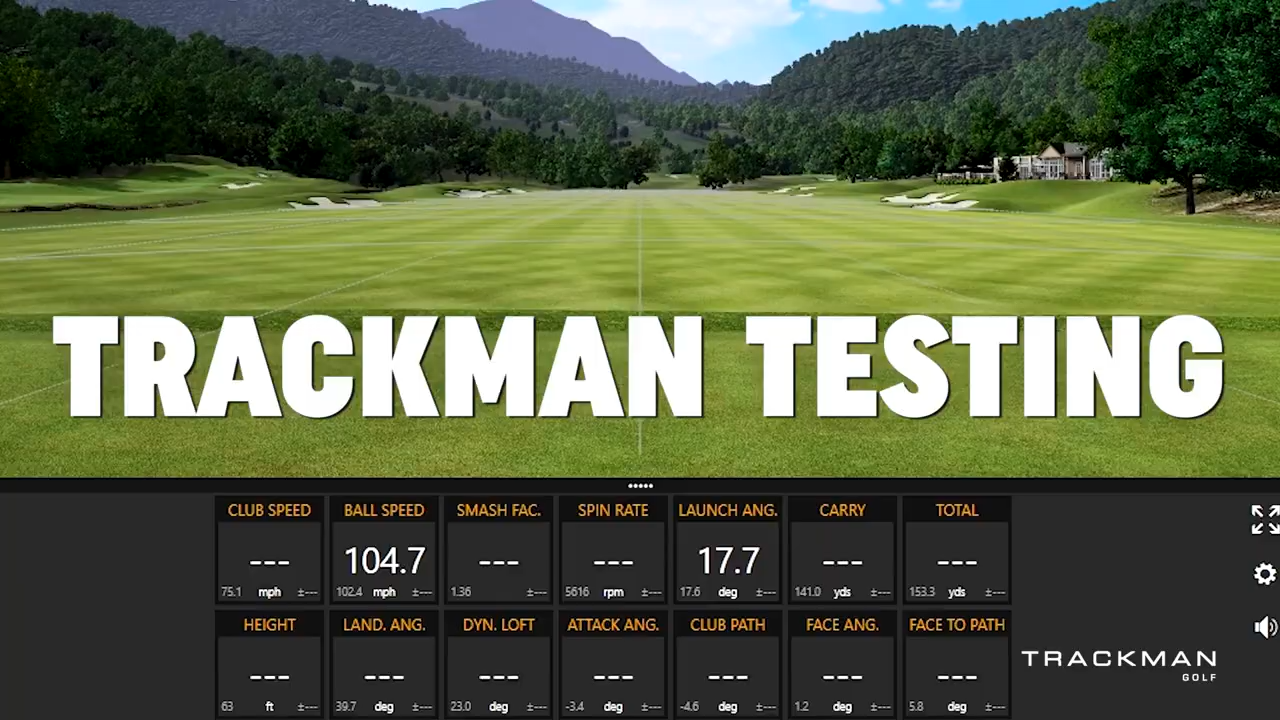 TRACKMAN TESTING
CLUB SPEED BALL SPEED SMASH FAC. SPIN RATE LAUNCH ANG. CARRY TOTAL
--- 104.7 --- --- 17.7 --- ---
75.1 mph ±--- 102.4 mph ±--- 1.36 ±--- 5616 rpm ±--- 17.6 deg ±--- 141.0 yds ±--- 153.3 yds ±---
HEIGHT LAND. ANG. DYN. LOFT ATTACK ANG. CLUB PATH FACE ANG. FACE TO PATH
--- --- --- --- --- --- ---
63 ft ±--- 39.7 deg ±--- 23.0 deg ±--- -3.4 deg ±--- -4.6 deg ±--- 1.2 deg ±--- 5.8 deg ±---
TRACKMAN
GOLF